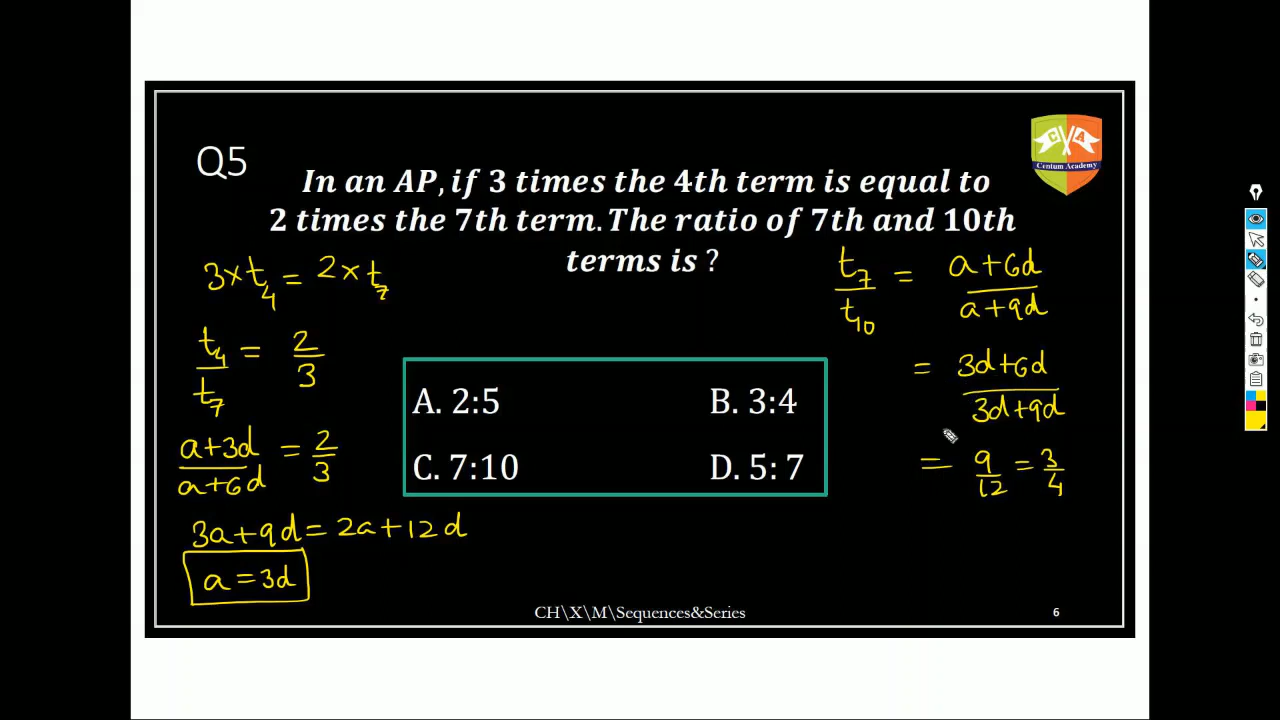 Q5
C A
Centum Academy
In an AP, if 3 times the 4th term is equal to
2 times the 7th term. The ratio of 7th and 10th
terms is ?
3×t₄ = 2×t₇
t₄/t₇ = 2/3
(a+3d)/(a+6d) = 2/3
3a+9d = 2a+12d
a = 3d
A. 2:5 B. 3:4
C. 7:10 D. 5: 7
t₇/t₁₀ = (a+6d)/(a+9d)
= (3d+6d)/(3d+9d)
= 9/12 = 3/4
CH\X\M\Sequences&Series
6